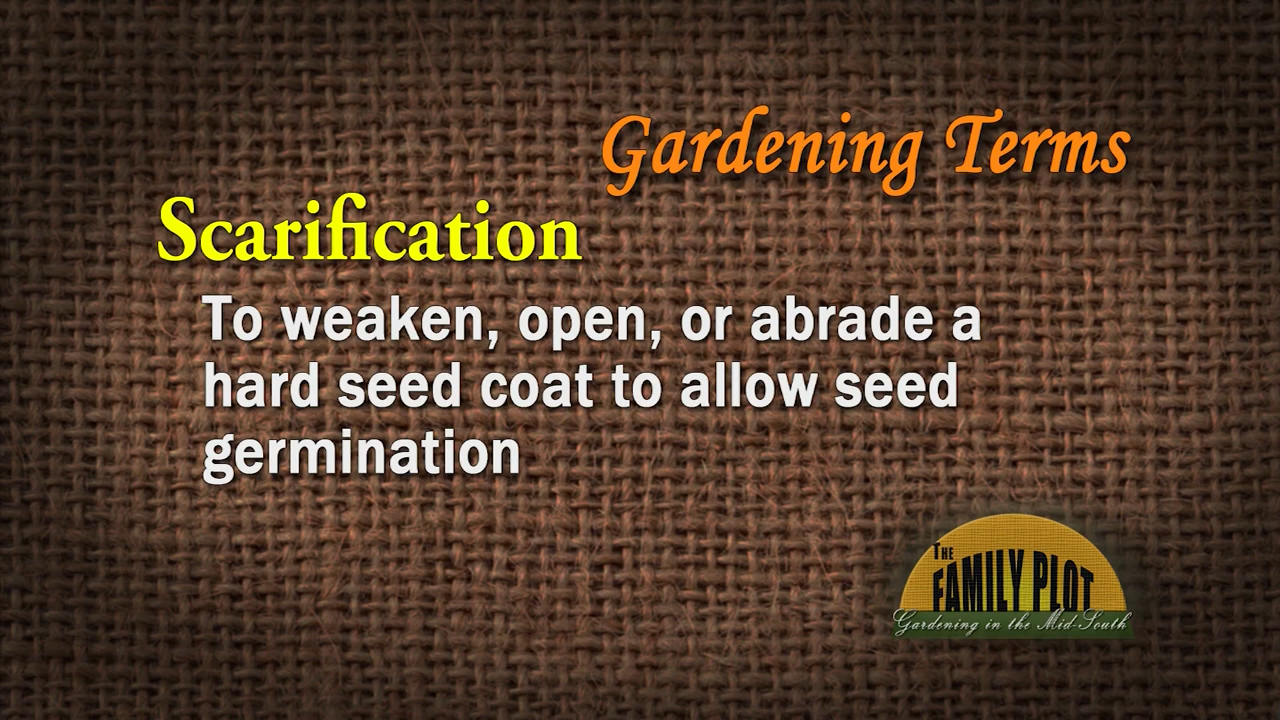 Gardening Terms
Scarification
To weaken, open, or abrade a
hard seed coat to allow seed
germination
THE
FAMILY PLOT
Gardening in the Mid-South